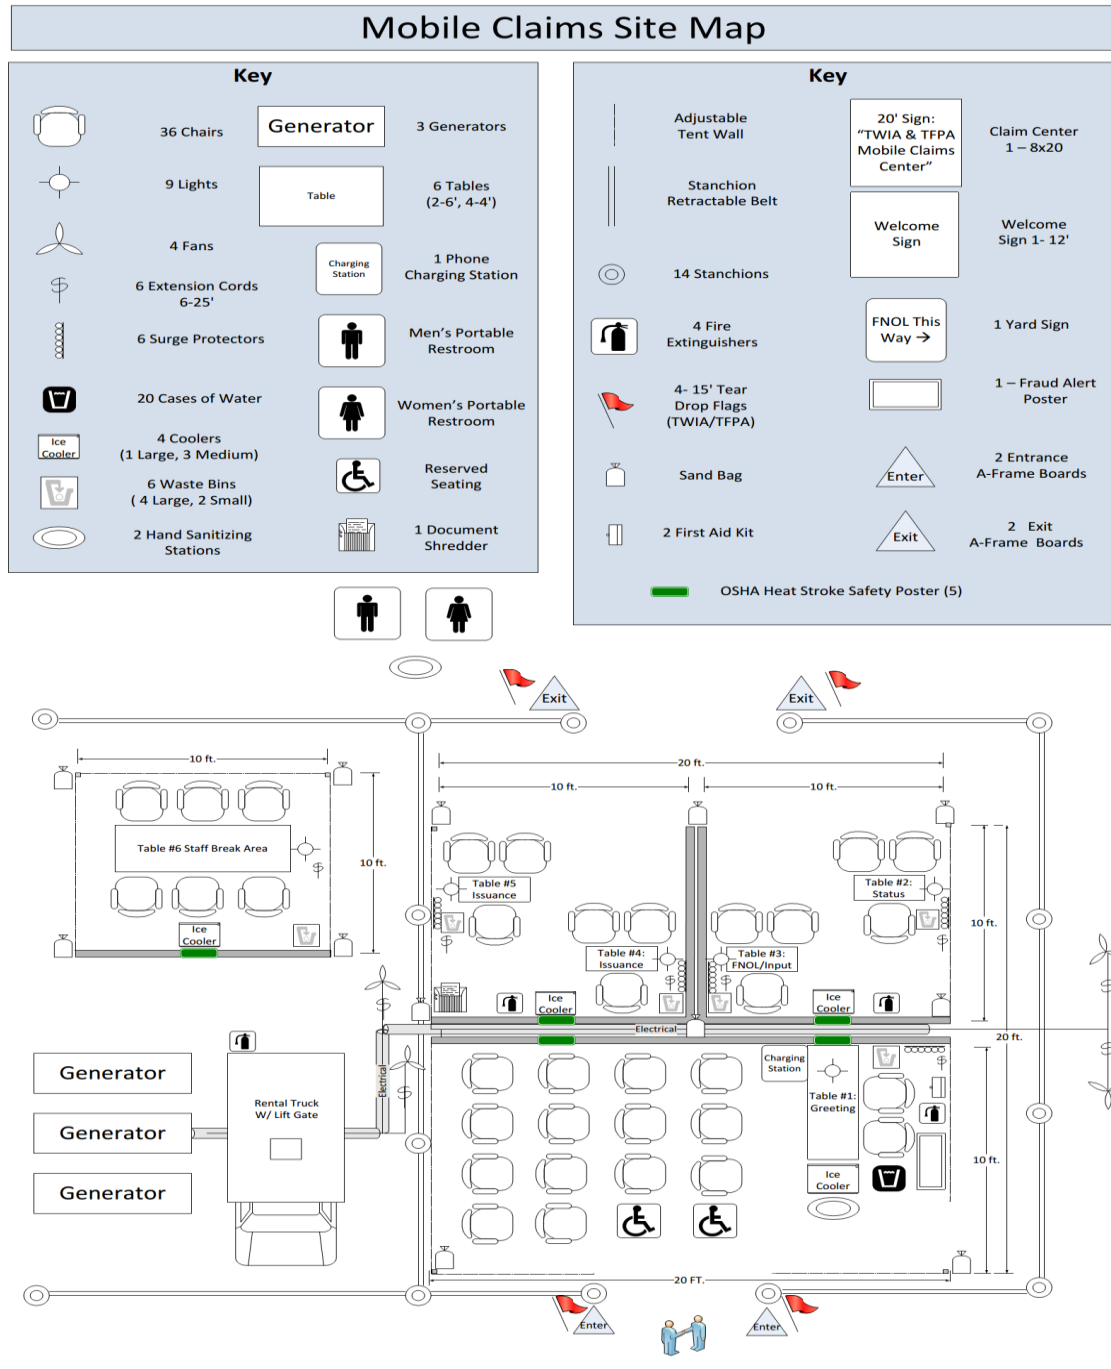 Mobile Claims Site Map
Key
36 Chairs
Generator
3 Generators
9 Lights
Table
6 Tables
(2-6', 4-4')
4 Fans
Charging
Station
1 Phone
Charging Station
6 Extension Cords
6-25'
6 Surge Protectors
Men's Portable
Restroom
20 Cases of Water
Women's Portable
Restroom
Ice
Cooler
4 Coolers
(1 Large, 3 Medium)
Reserved
Seating
6 Waste Bins
( 4 Large, 2 Small)
2 Hand Sanitizing
Stations
1 Document
Shredder
Key
Adjustable
Tent Wall
20' Sign:
“TWIA & TFPA
Mobile Claims
Center”
Claim Center
1 – 8x20
Stanchion
Retractable Belt
Welcome
Sign
Welcome
Sign 1- 12'
14 Stanchions
4 Fire
Extinguishers
FNOL This
Way →
1 Yard Sign
4- 15' Tear
Drop Flags
(TWIA/TFPA)
1 – Fraud Alert
Poster
Sand Bag
Enter
2 Entrance
A-Frame Boards
2 First Aid Kit
Exit
2 Exit
A-Frame Boards
OSHA Heat Stroke Safety Poster (5)
Exit
Exit
10 ft.
20 ft.
10 ft.
10 ft.
Table #6 Staff Break Area
10 ft.
Ice
Cooler
Table #5
Issuance
Table #2:
Status
10 ft.
Table #4:
Issuance
Table #3:
FNOL/Input
Ice
Cooler
Ice
Cooler
Electrical
20 ft.
Generator
Generator
Generator
Rental Truck
W/ Lift Gate
Electrical
Charging
Station
Table #1:
Greeting
10 ft.
Ice
Cooler
20 FT.
Enter
Enter